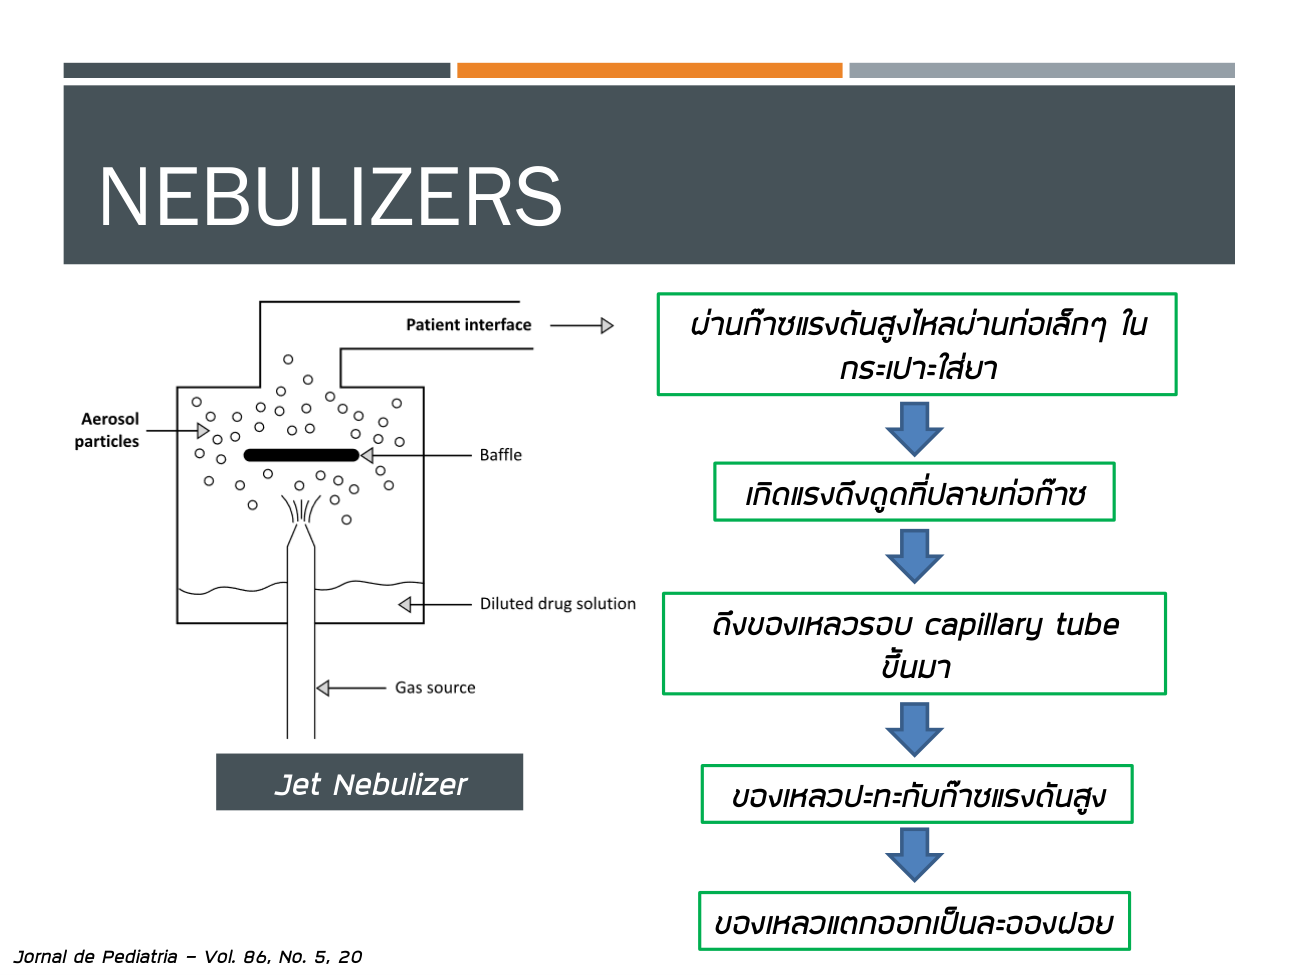 NEBULIZERS
Patient interface
Aerosol
particles
Baffle
Diluted drug solution
Gas source
Jet Nebulizer
ผ่านก๊าซแรงดันสูงไหลผ่านท่อเล็กๆ ใน
กระเปาะใส่ยา
เกิดแรงดึงดูดที่ปลายท่อก๊าซ
ดึงของเหลวรอบ capillary tube
ขึ้นมา
ของเหลวปะทะกับก๊าซแรงดันสูง
ของเหลวแตกออกเป็นละอองฝอย
Jornal de Pediatria – Vol. 86, No. 5, 20